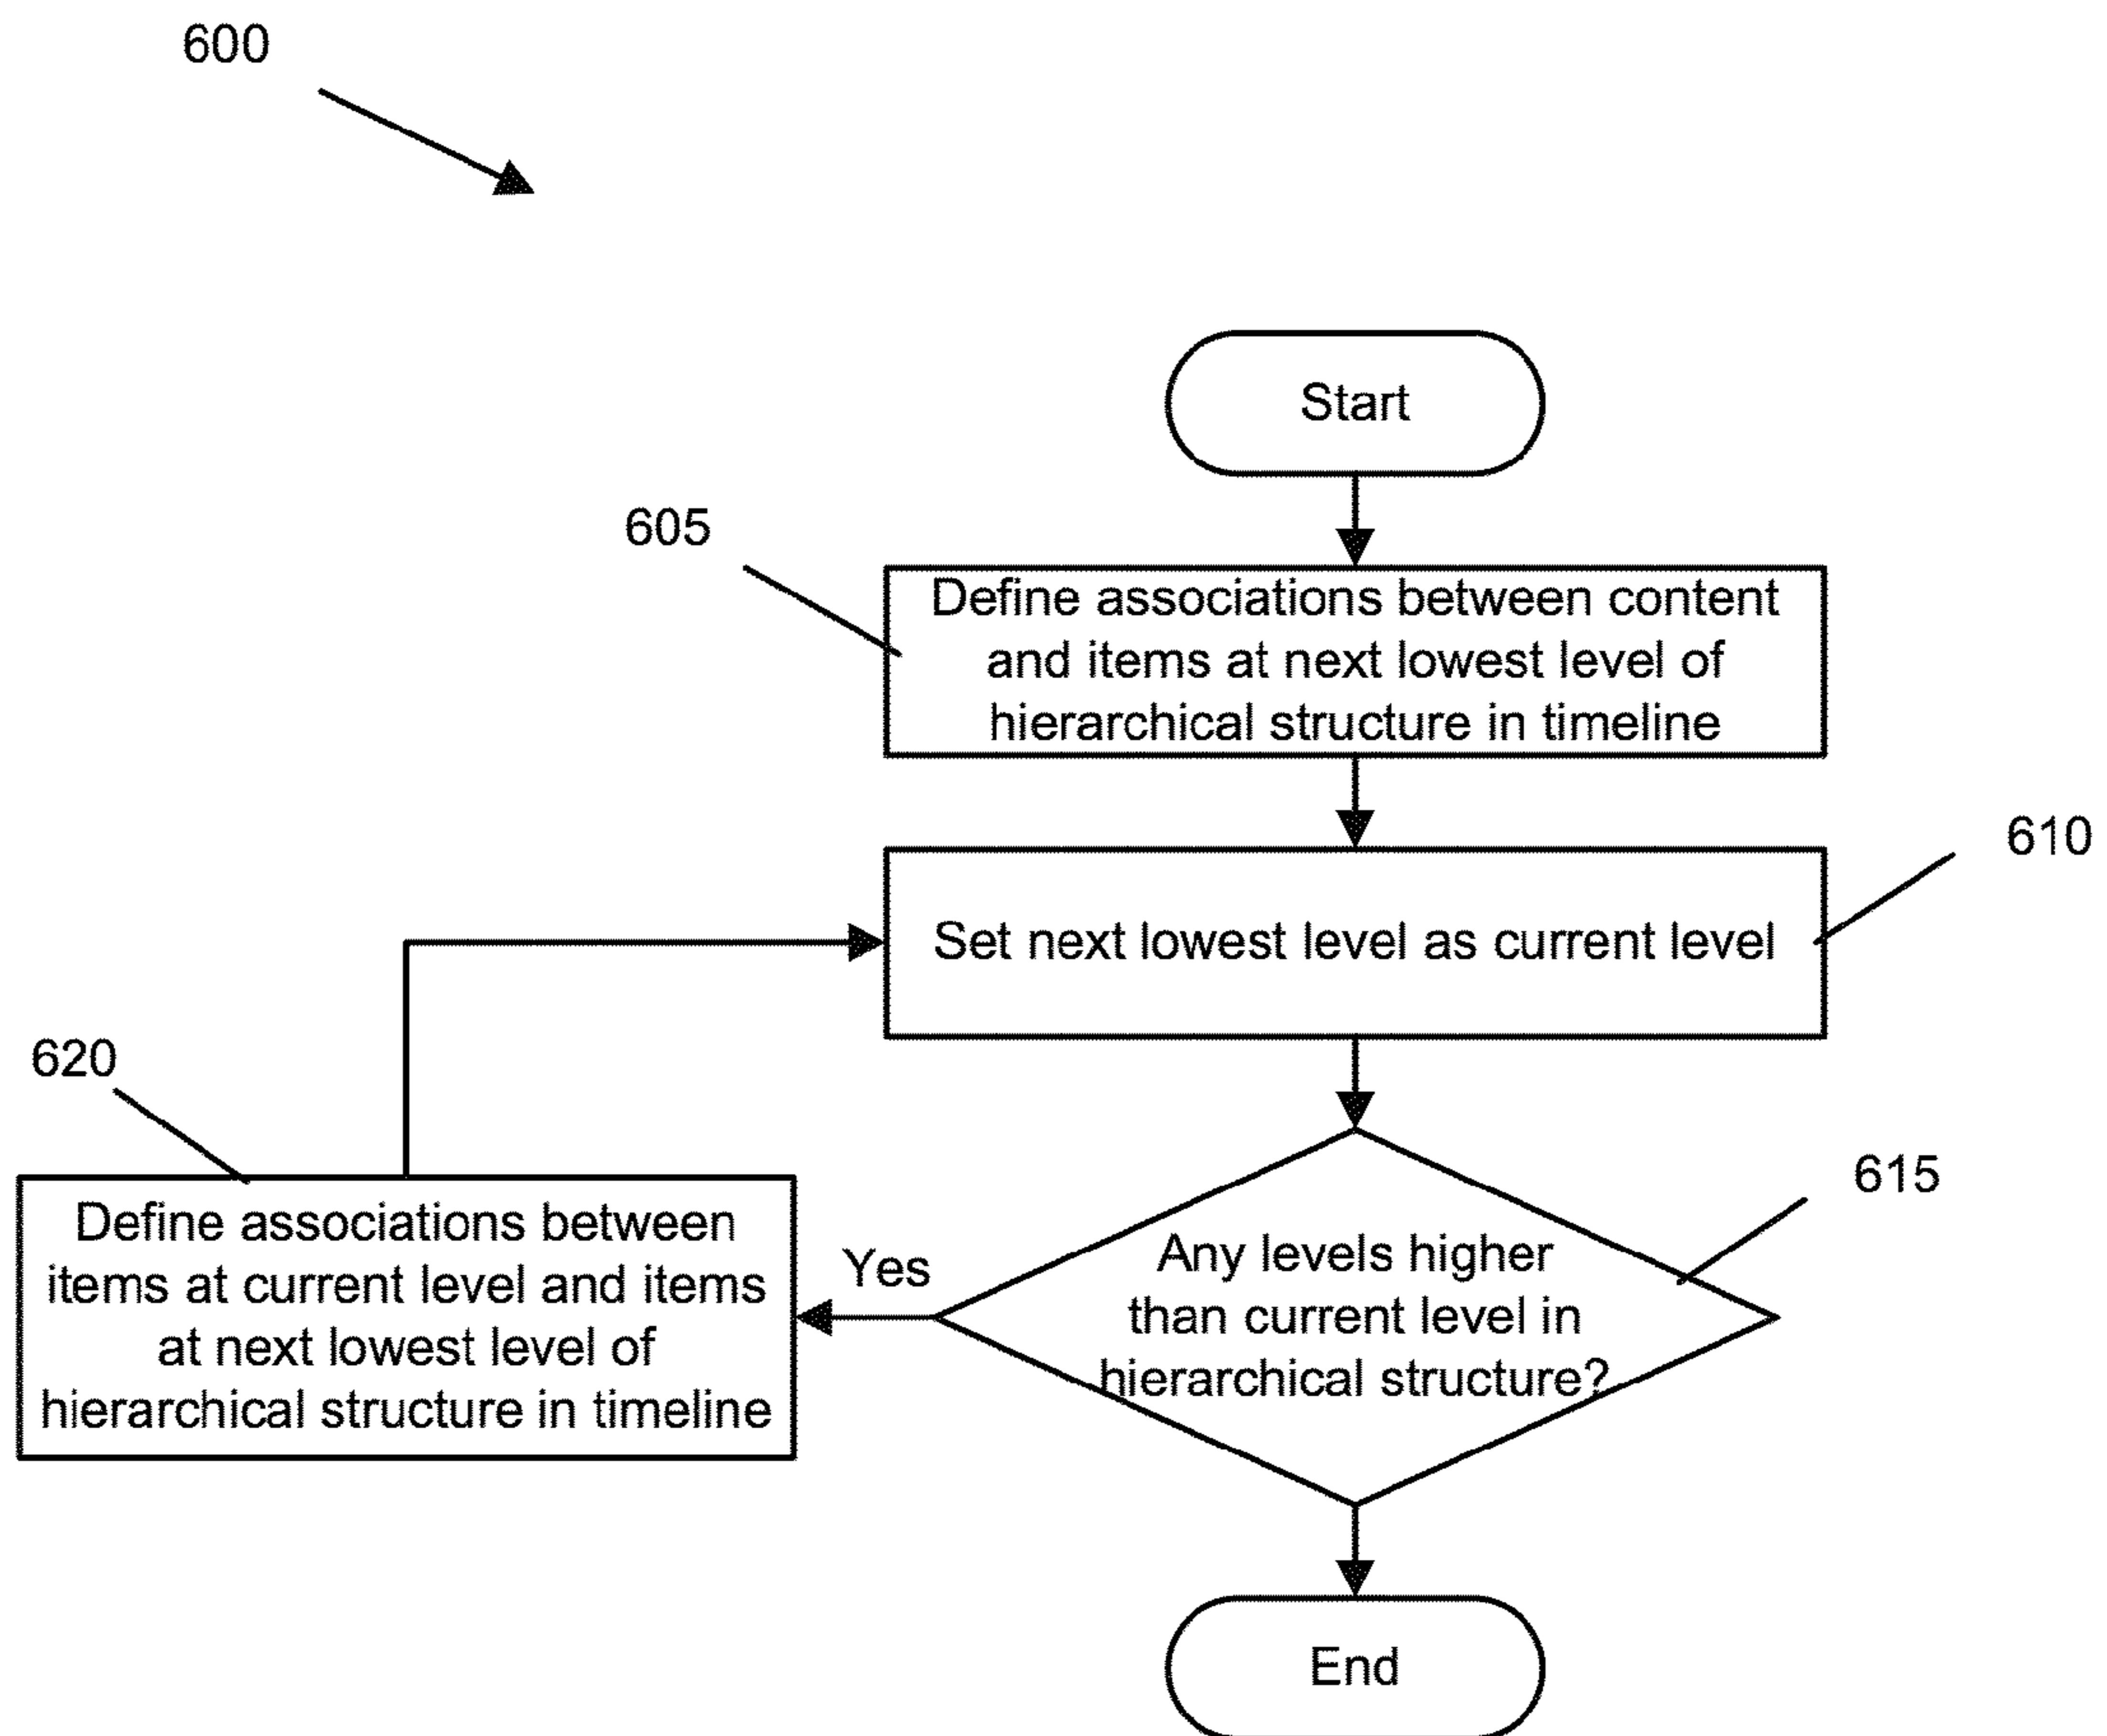 600
Start
605
Define associations between content
and items at next lowest level of
hierarchical structure in timeline
610
Set next lowest level as current level
620
Define associations between
items at current level and items
at next lowest level of
hierarchical structure in timeline
Yes
615
Any levels higher
than current level in
hierarchical structure?
End